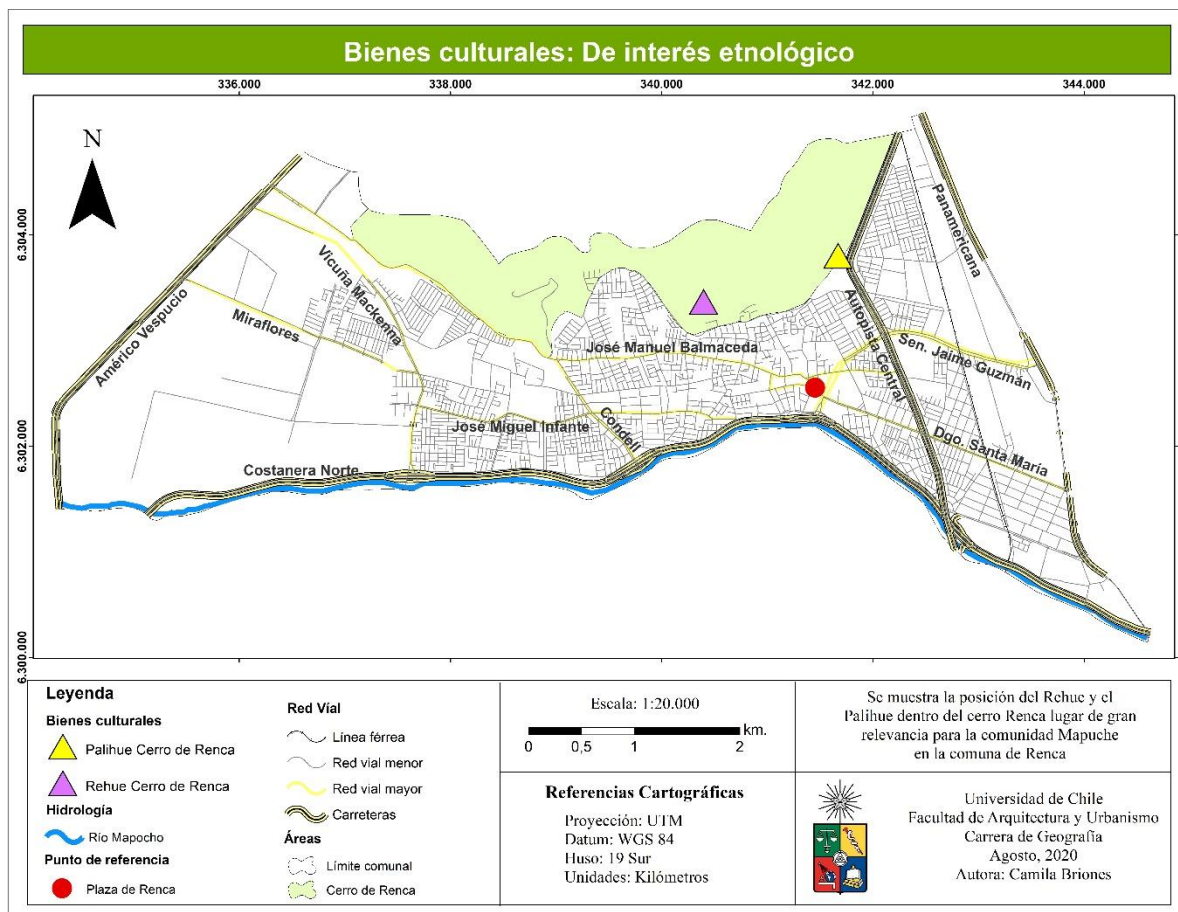 Bienes culturales: De interés etnológico
336.000
338.000
340.000
342.000
344.000
N
6.304.000
6.302.000
6.300.000
Américo Vespucio
Vicuña Mackenna
Miraflores
José Manuel Balmaceda
José Miguel Infante
Condell
Costanera Norte
Autopista Central
Panamericana
Sen. Jaime Guzmán
Dgo. Santa María
Leyenda
Bienes culturales
Palihue Cerro de Renca
Rehue Cerro de Renca
Hidrología
Río Mapocho
Punto de referencia
Plaza de Renca
Red Víal
Línea férrea
Red vial menor
Red vial mayor
Carreteras
Áreas
Límite comunal
Cerro de Renca
Escala: 1:20.000
km.
0 0,5 1 2
Referencias Cartográficas
Proyección: UTM
Datum: WGS 84
Huso: 19 Sur
Unidades: Kilómetros
Se muestra la posición del Rehue y el
Palihue dentro del cerro Renca lugar de gran
relevancia para la comunidad Mapuche
en la comuna de Renca
Universidad de Chile
Facultad de Arquitectura y Urbanismo
Carrera de Geografía
Agosto, 2020
Autora: Camila Briones